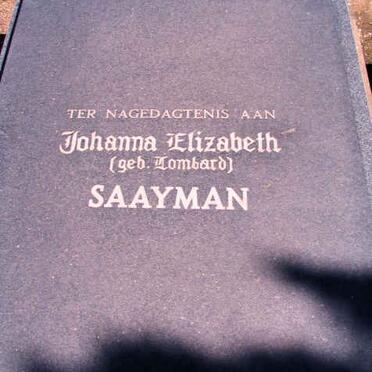 TER NAGEDAGTENIS AAN
Johanna Elizabeth
(geb. Lombard)
SAAYMAN